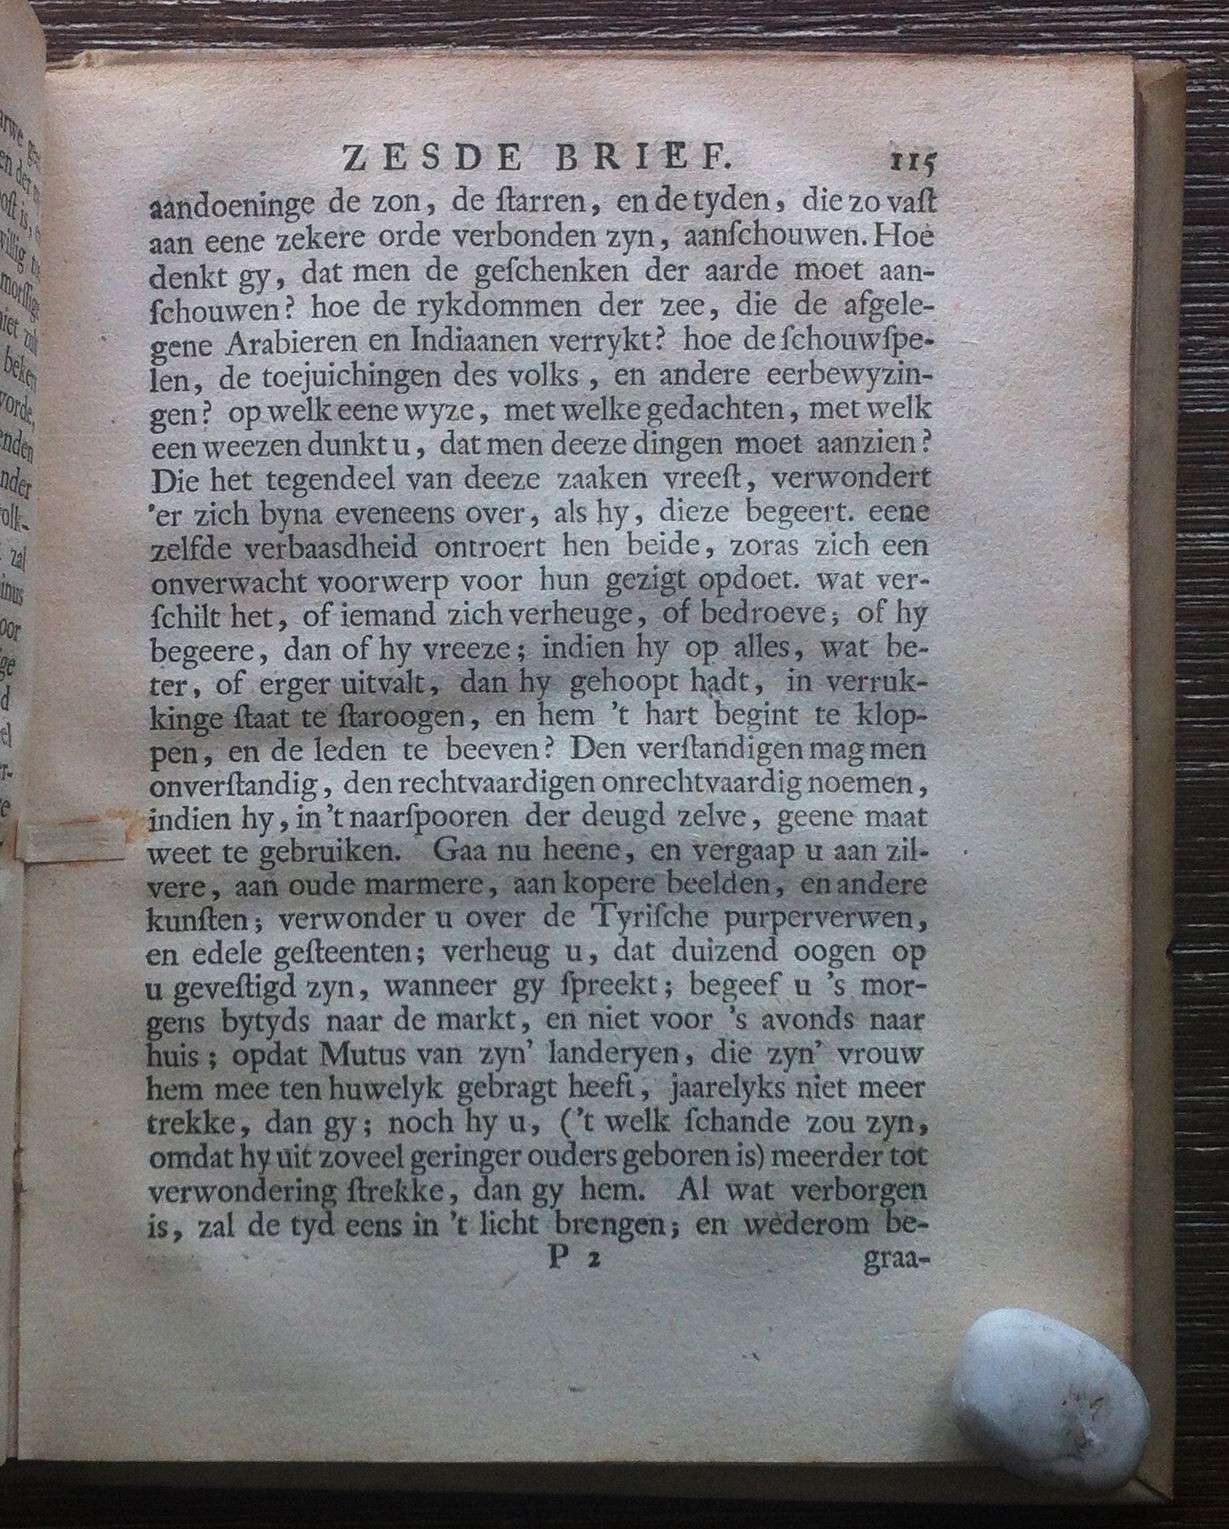 ZESDE BRIEF. 115
aandoeninge de zon, de ſtarren, en de tyden, die zo vaſt
aan eene zekere orde verbonden zyn, aanſchouwen. Hoe
denkt gy, dat men de geſchenken der aarde moet aan-
ſchouwen? hoe de rykdommen der zee, die de afgele-
gene Arabieren en Indiaanen verrykt? hoe de ſchouwſpe-
len, de toejuichingen des volks, en andere eerbewyzin-
gen? op welk eene wyze, met welke gedachten, met welk
een weezen dunkt u, dat men deeze dingen moet aanzien?
Die het tegendeel van deeze zaaken vreeſt, verwondert
'er zich byna eveneens over, als hy, dieze begeert. eene
zelfde verbaasdheid ontroert hen beide, zoras zich een
onverwacht voorwerp voor hun gezigt opdoet. wat ver-
ſchilt het, of iemand zich verheuge, of bedroeve; of hy
begeere, dan of hy vreeze; indien hy op alles, wat be-
ter, of erger uitvalt, dan hy gehoopt hadt, in verruk-
kinge ſtaat te ſtaroogen, en hem 't hart begint te klop-
pen, en de leden te beeven? Den verſtandigen mag men
onverſtandig, den rechtvaardigen onrechtvaardig noemen,
indien hy, in 't naarſpooren der deugd zelve, geene maat
weet te gebruiken. Gaa nu heene, en vergaap u aan zil-
vere, aan oude marmere, aan kopere beelden, en andere
kunſten; verwonder u over de Tyriſche purperverwen,
en edele geſteenten; verheug u, dat duizend oogen op
u geveſtigd zyn, wanneer gy ſpreekt; begeef u 's mor-
gens bytyds naar de markt, en niet voor 's avonds naar
huis; opdat Mutus van zyn' landeryen, die zyn' vrouw
hem mee ten huwelyk gebragt heeft, jaarelyks niet meer
trekke, dan gy; noch hy u, ('t welk ſchande zou zyn,
omdat hy uit zoveel geringer ouders geboren is) meerder tot
verwondering ſtrekke, dan gy hem. Al wat verborgen
is, zal de tyd eens in 't licht brengen; en wederom be-
P 2 graa-